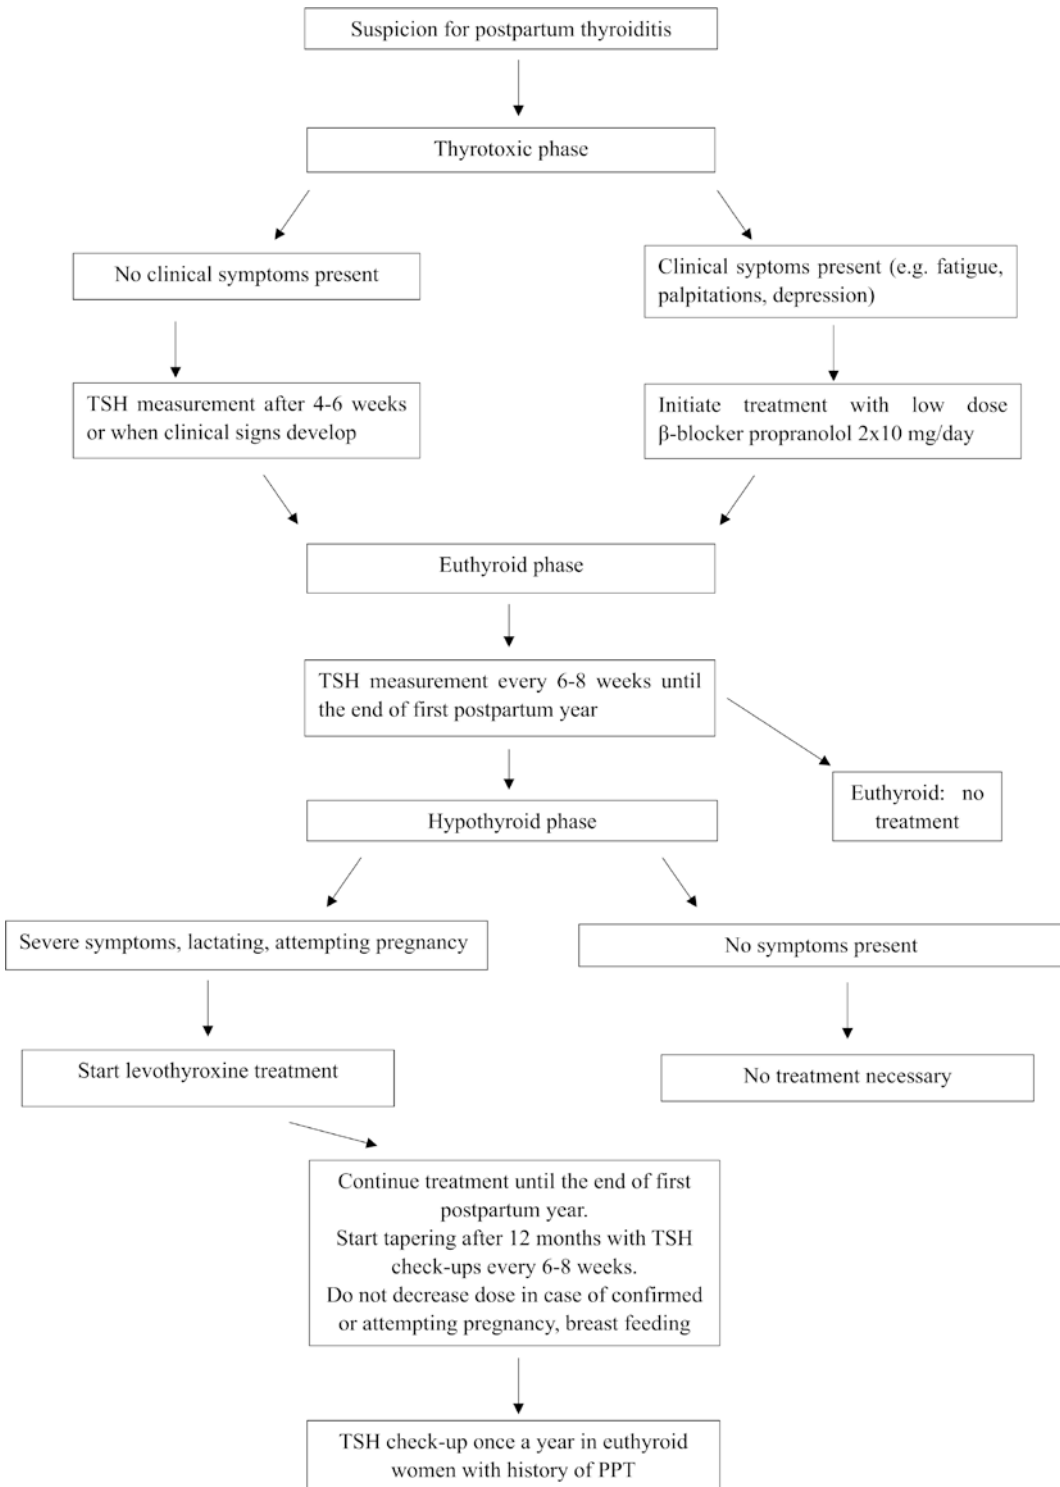 Suspicion for postpartum thyroiditis
Thyrotoxic phase
No clinical symptoms present
Clinical syptoms present (e.g. fatigue,
palpitations, depression)
TSH measurement after 4-6 weeks
or when clinical signs develop
Initiate treatment with low dose
β-blocker propranolol 2x10 mg/day
Euthyroid phase
TSH measurement every 6-8 weeks until
the end of first postpartum year
Euthyroid: no
treatment
Hypothyroid phase
Severe symptoms, lactating, attempting pregnancy
No symptoms present
Start levothyroxine treatment
No treatment necessary
Continue treatment until the end of first
postpartum year.
Start tapering after 12 months with TSH
check-ups every 6-8 weeks.
Do not decrease dose in case of confirmed
or attempting pregnancy, breast feeding
TSH check-up once a year in euthyroid
women with history of PPT